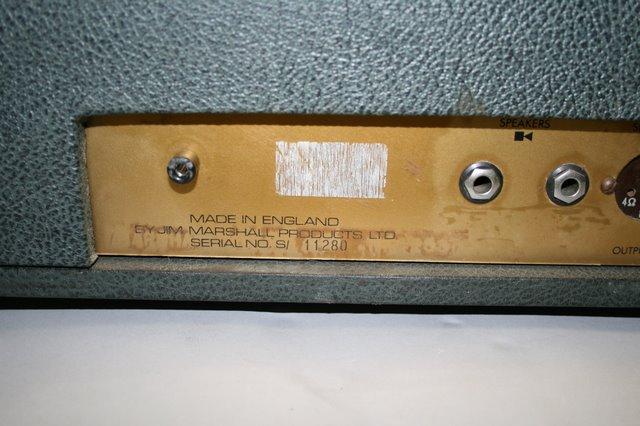 SPEAKERS
MADE IN ENGLAND
BY JIM MARSHALL PRODUCTS LTD.
SERIAL NO. S/ 11280
4Ω
OUTP